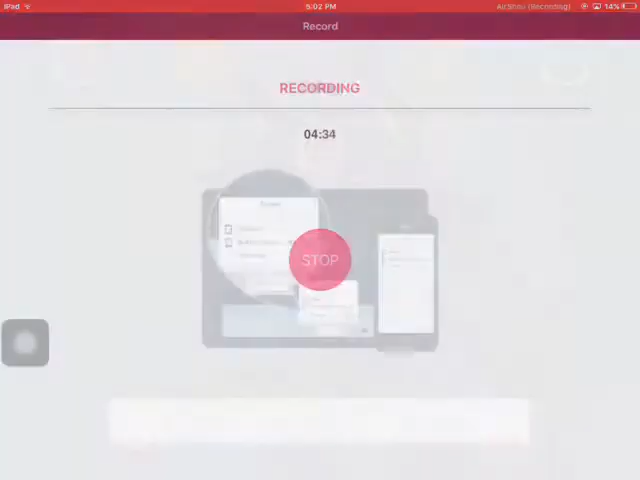 iPad 5:02 PM AirShou (Recording) 14%
Record
RECORDING
04:34
STOP